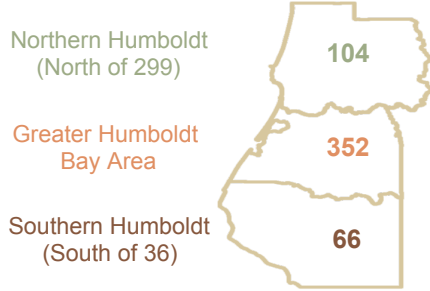 Northern Humboldt
(North of 299)
104
Greater Humboldt
Bay Area
352
Southern Humboldt
(South of 36)
66